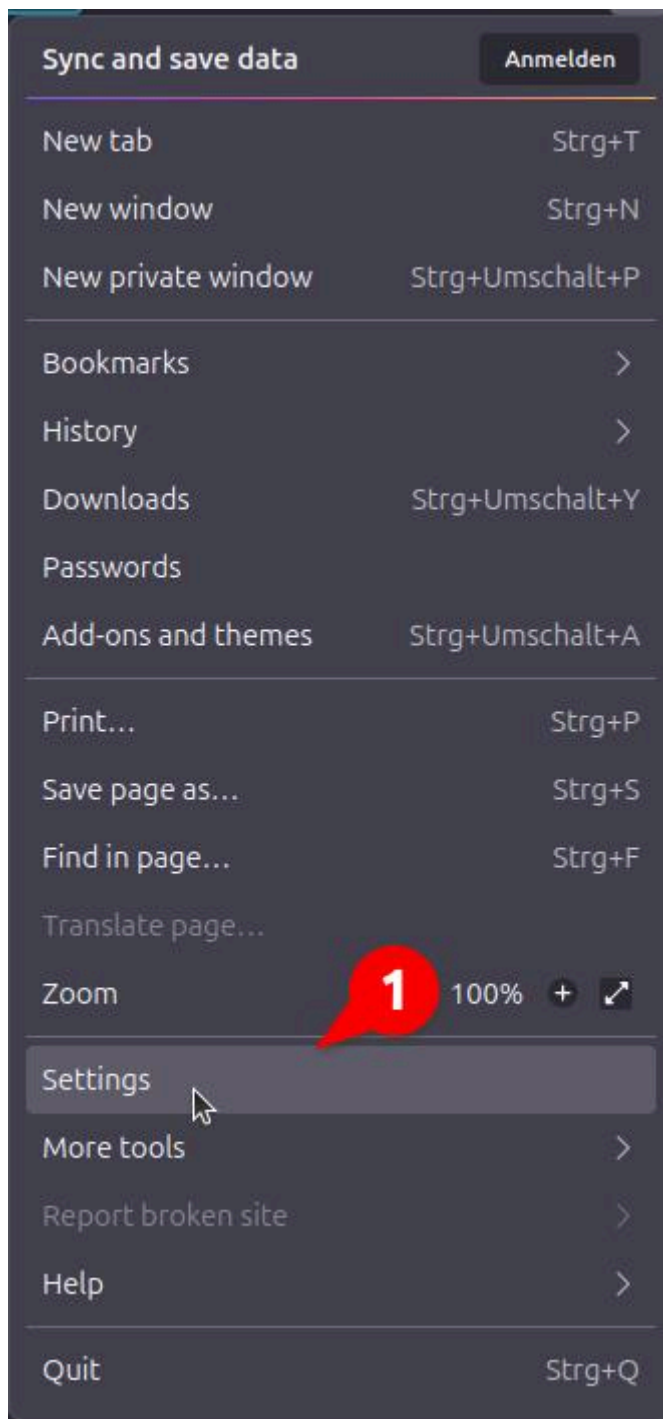 Sync and save data Anmelden
New tab Strg+T
New window Strg+N
New private window Strg+Umschalt+P
Bookmarks
History
Downloads Strg+Umschalt+Y
Passwords
Add-ons and themes Strg+Umschalt+A
Print… Strg+P
Save page as… Strg+S
Find in page… Strg+F
Translate page…
Zoom 1 100% +
Settings
More tools
Report broken site
Help
Quit Strg+Q